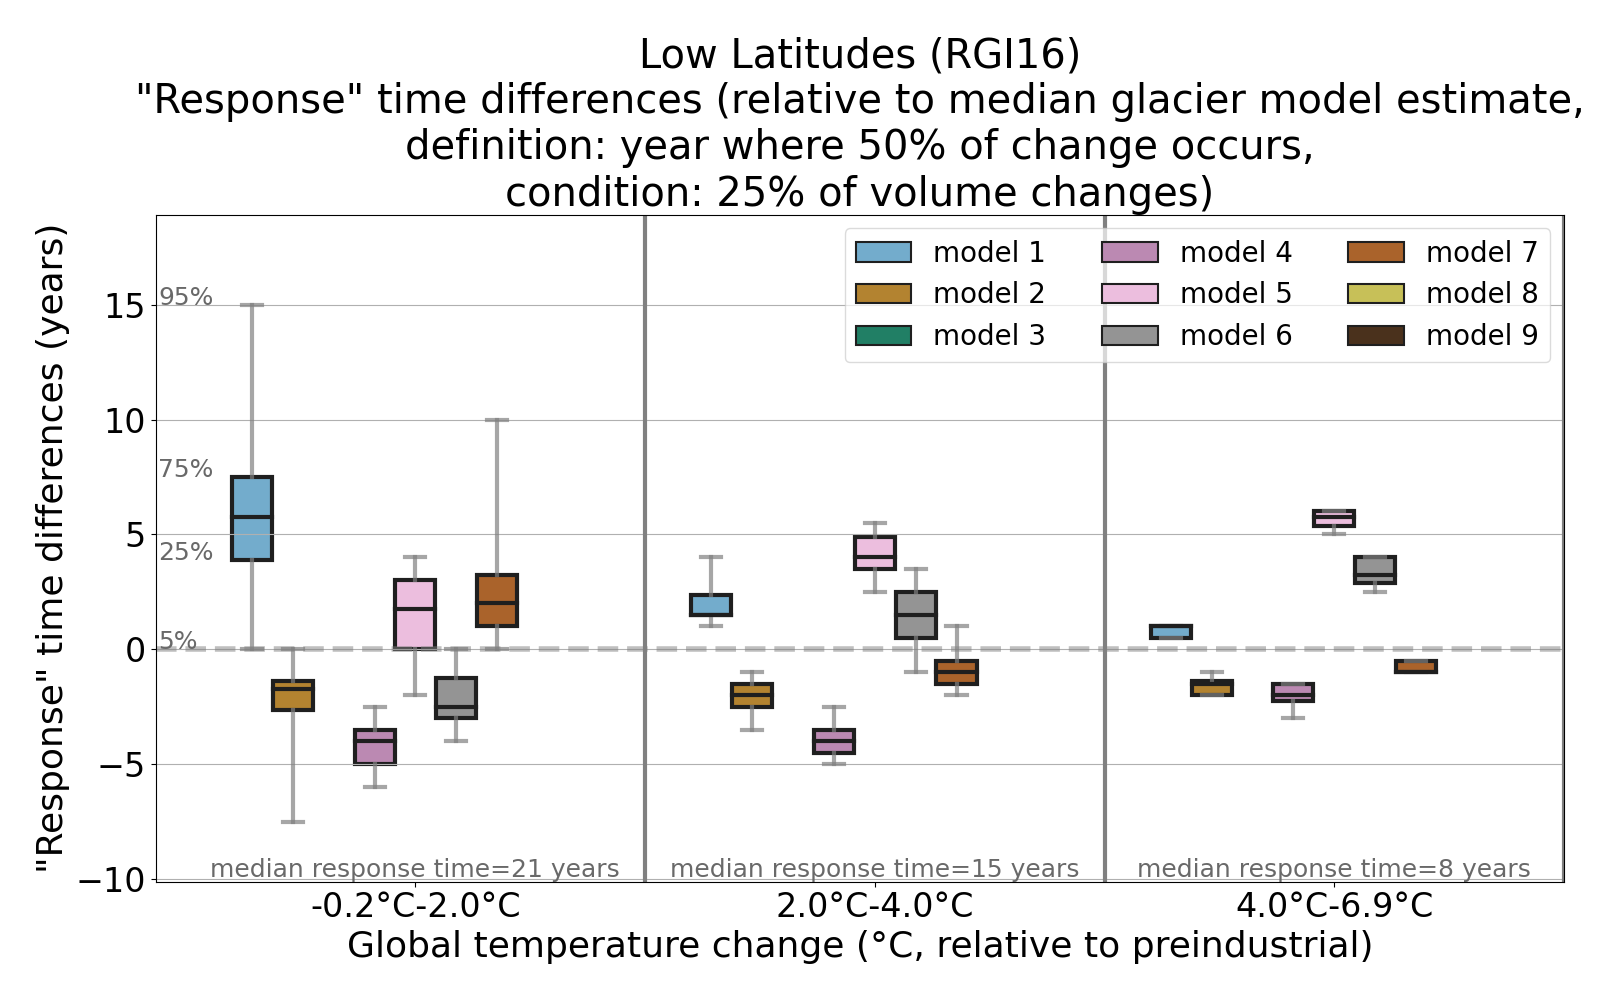 Low Latitudes (RGI16)
"Response" time differences (relative to median glacier model estimate,
definition: year where 50% of change occurs,
condition: 25% of volume changes)
"Response" time differences (years)
15
10
5
0
−5
−10
95%
75%
25%
5%
model 1
model 2
model 3
model 4
model 5
model 6
model 7
model 8
model 9
median response time=21 years
median response time=15 years
median response time=8 years
-0.2°C-2.0°C
2.0°C-4.0°C
4.0°C-6.9°C
Global temperature change (°C, relative to preindustrial)